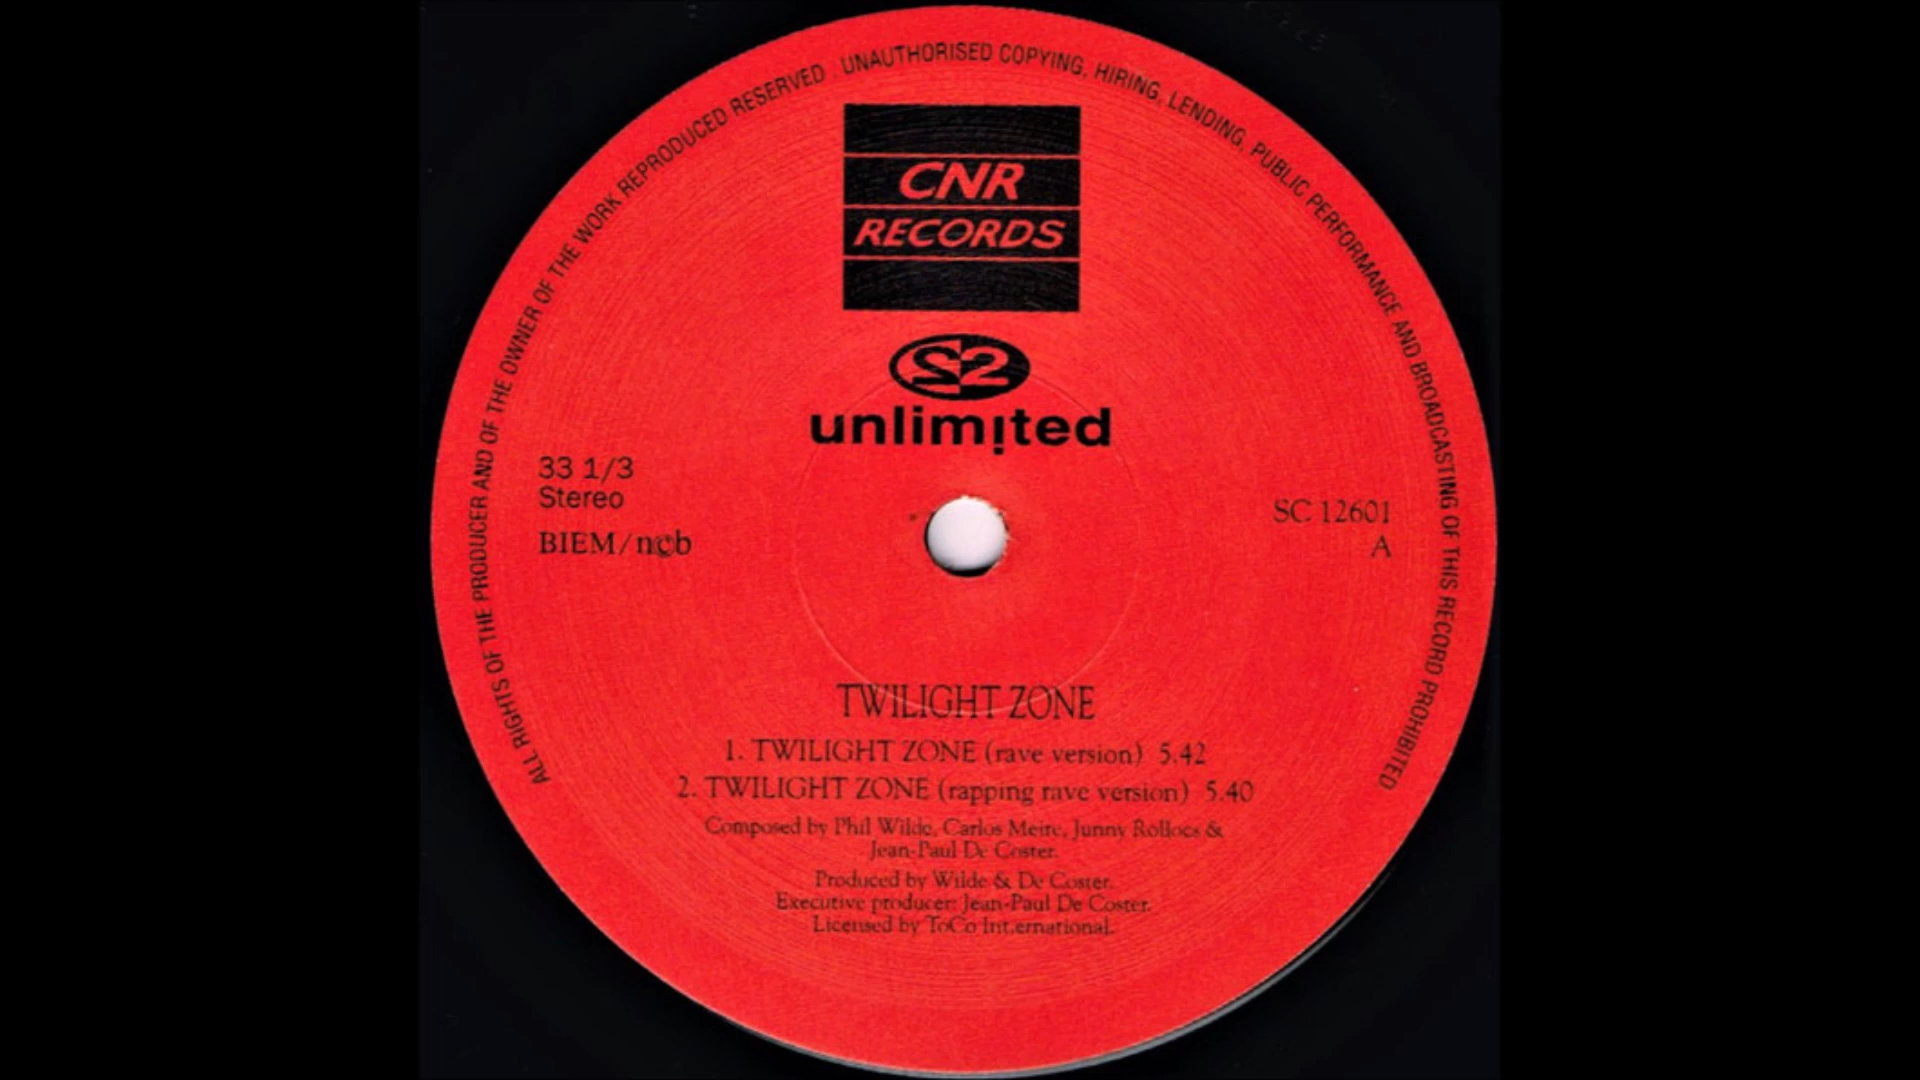 ALL RIGHTS OF THE PRODUCER AND OF THE OWNER OF THE WORK REPRODUCED RESERVED . UNAUTHORISED COPYING, HIRING, LENDING, PUBLIC PERFORMANCE AND BROADCASTING OF THIS RECORD PROHIBITED
CNR
RECORDS
2
unlimited
33 1/3
Stereo
BIEM/n©b
SC 12601
A
TWILIGHT ZONE
1. TWILIGHT ZONE (rave version) 5.42
2. TWILIGHT ZONE (rapping rave version) 5.40
Composed by Phil Wilde, Carlos Meire, Junny Rollocs &
Jean-Paul De Coster.
Produced by Wilde & De Coster.
Executive producer: Jean-Paul De Coster.
Licensed by ToCo Int.ernational.